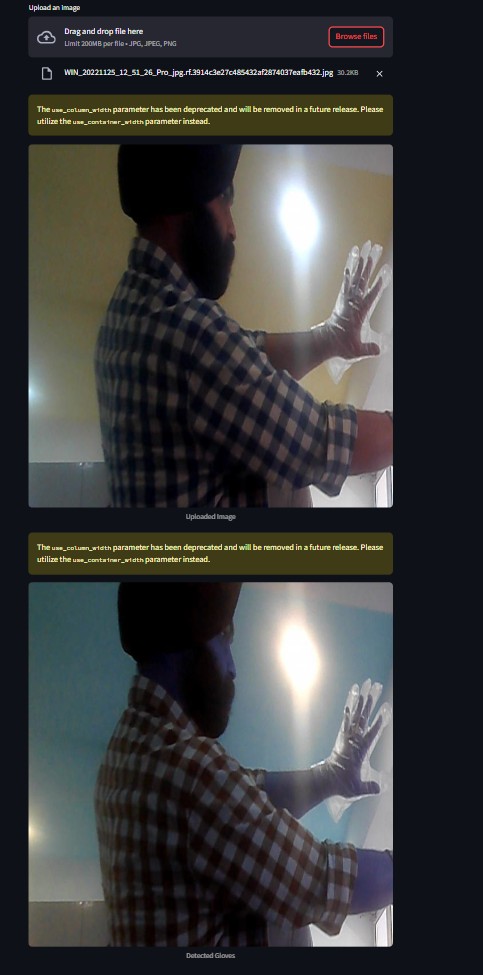 Upload an Image
Drag and drop file here
Limit 200MB per file • JPG, JPEG, PNG
Browse files
WIN_20221125_12_51_26_Pro_jpg.rf.3914c3e27c485432af2874037eafb432.jpg 30.2KB ×
The use_column_width parameter has been deprecated and will be removed in a future release. Please
utilize the use_container_width parameter instead.
Uploaded Image
The use_column_width parameter has been deprecated and will be removed in a future release. Please
utilize the use_container_width parameter instead.
Detected Gloves